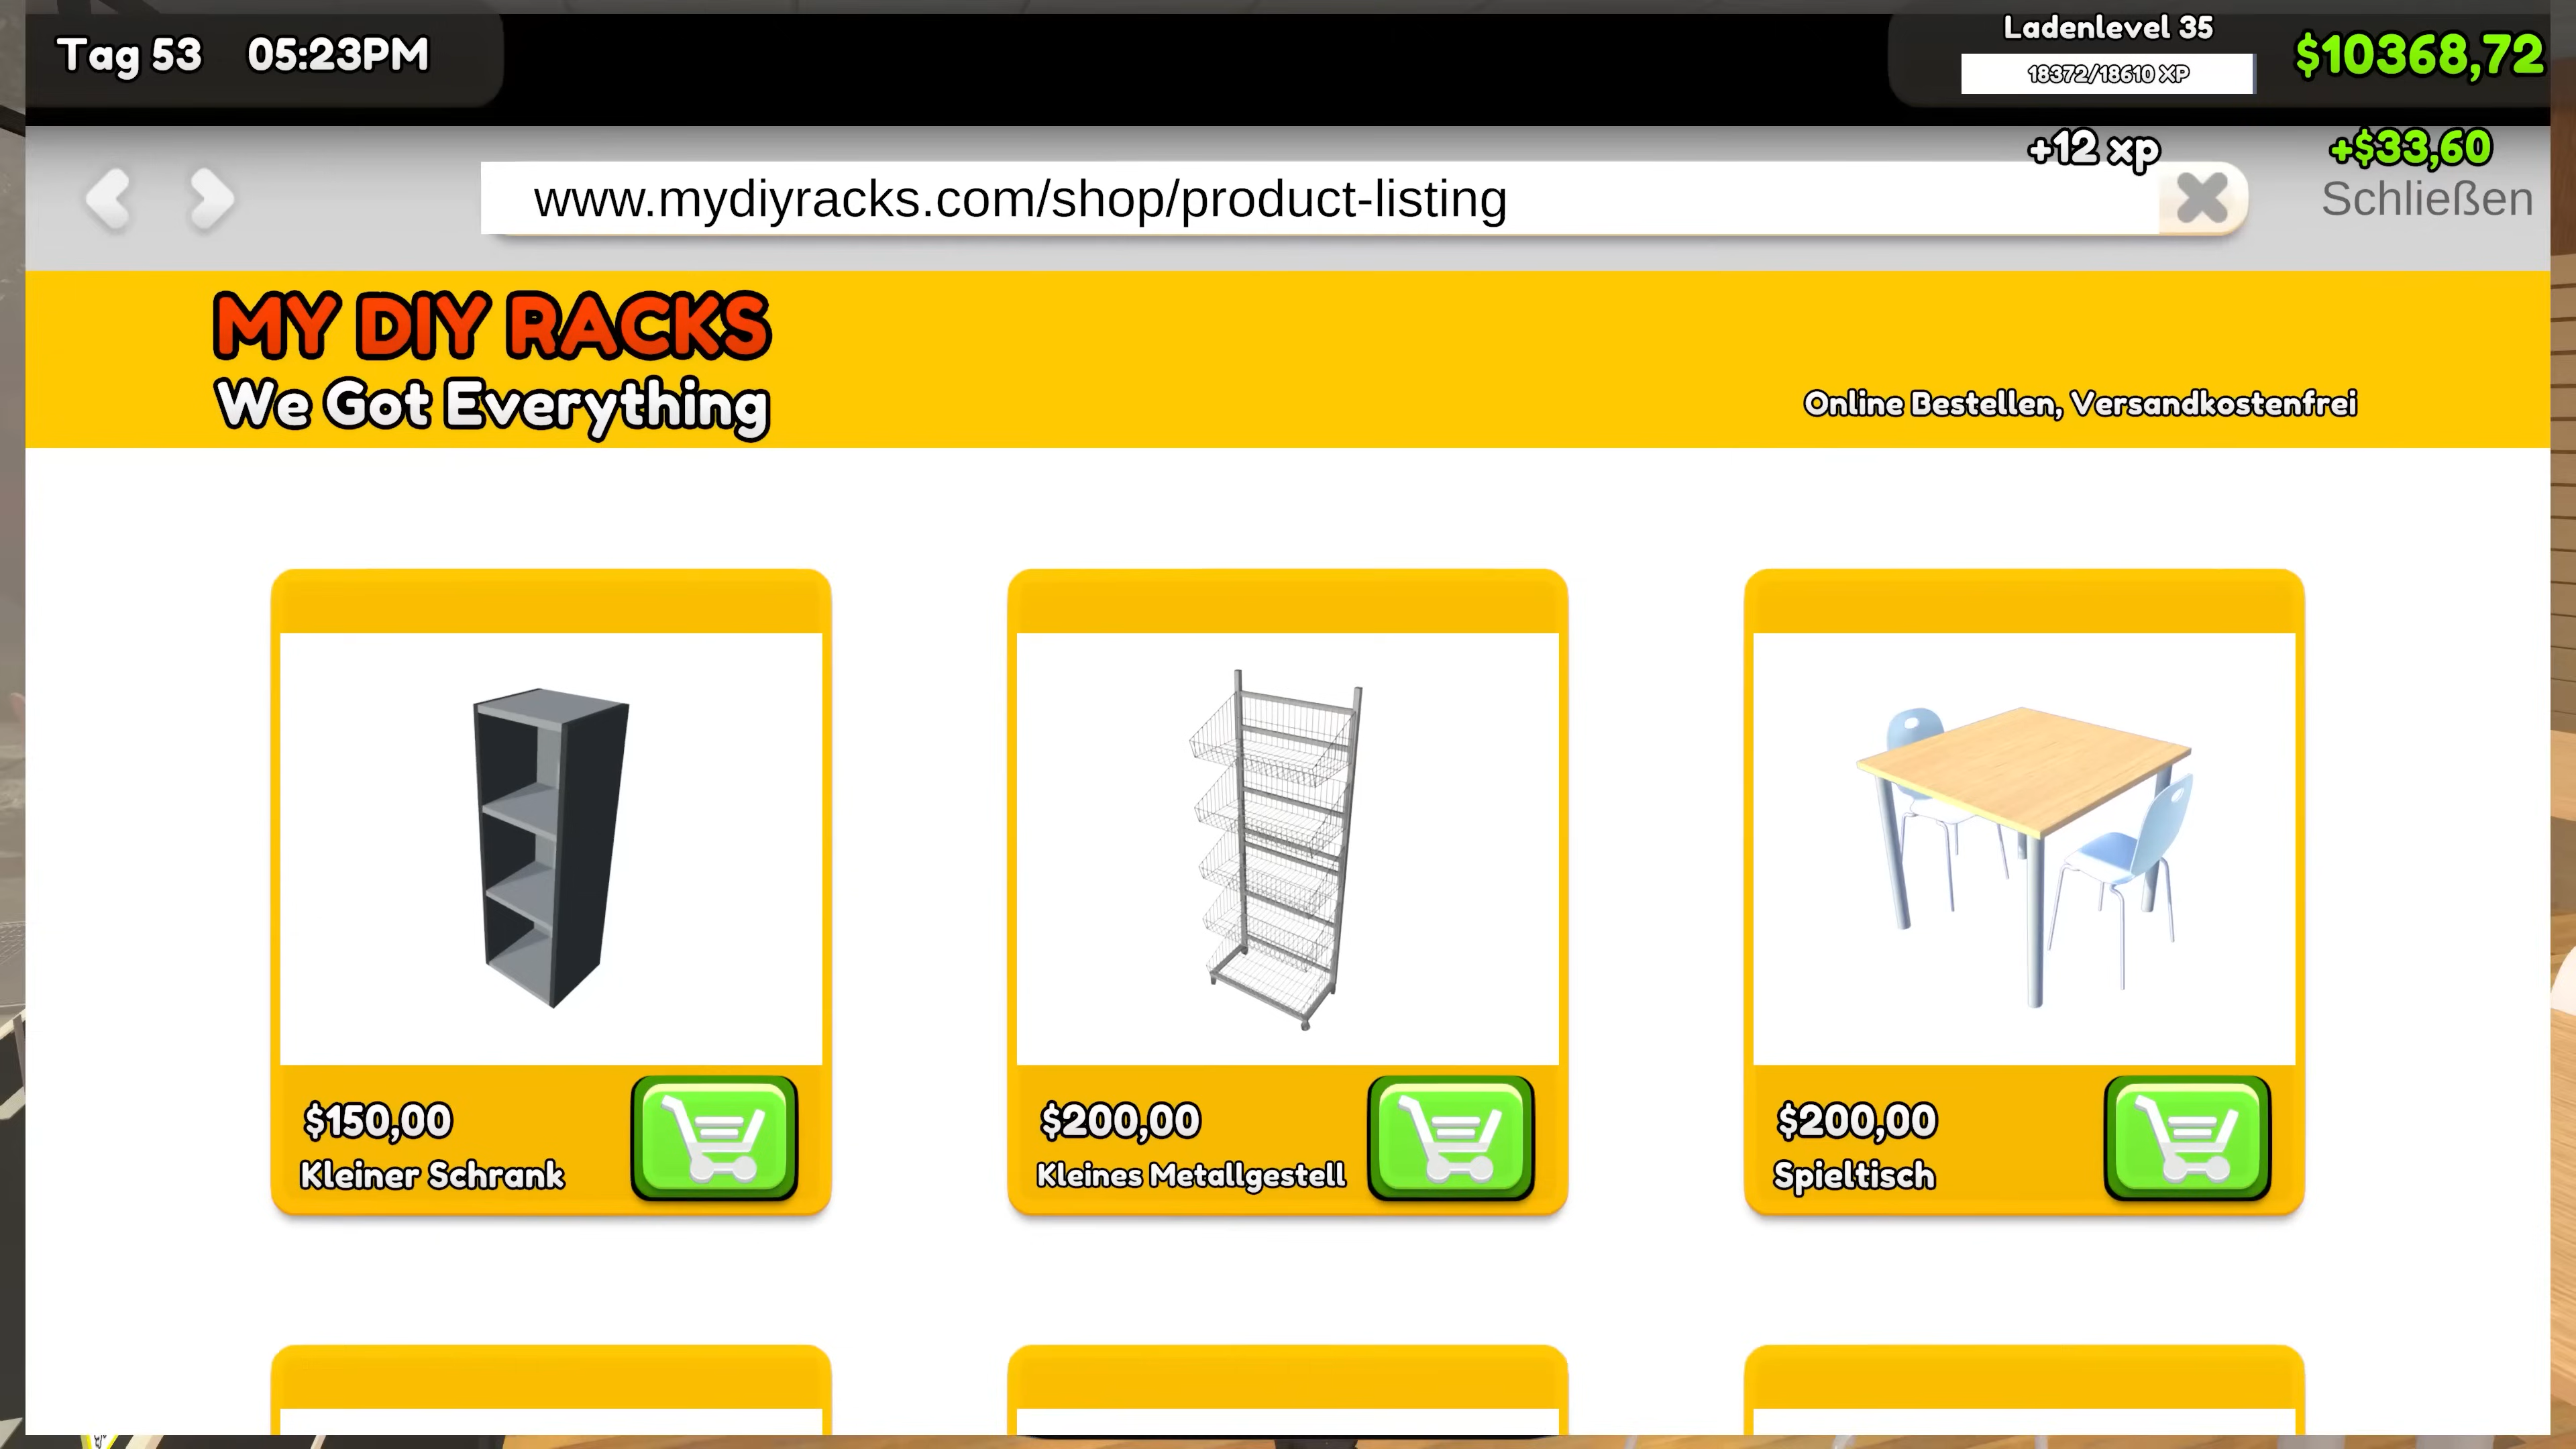 Tag 53 05:23PM
Ladenlevel 35
18372/18610 XP
$10368,72
+12 xp
+$33,60
www.mydiyracks.com/shop/product-listing
Schließen
MY DIY RACKS
We Got Everything
Online Bestellen, Versandkostenfrei
$150,00
Kleiner Schrank
$200,00
Kleines Metallgestell
$200,00
Spieltisch